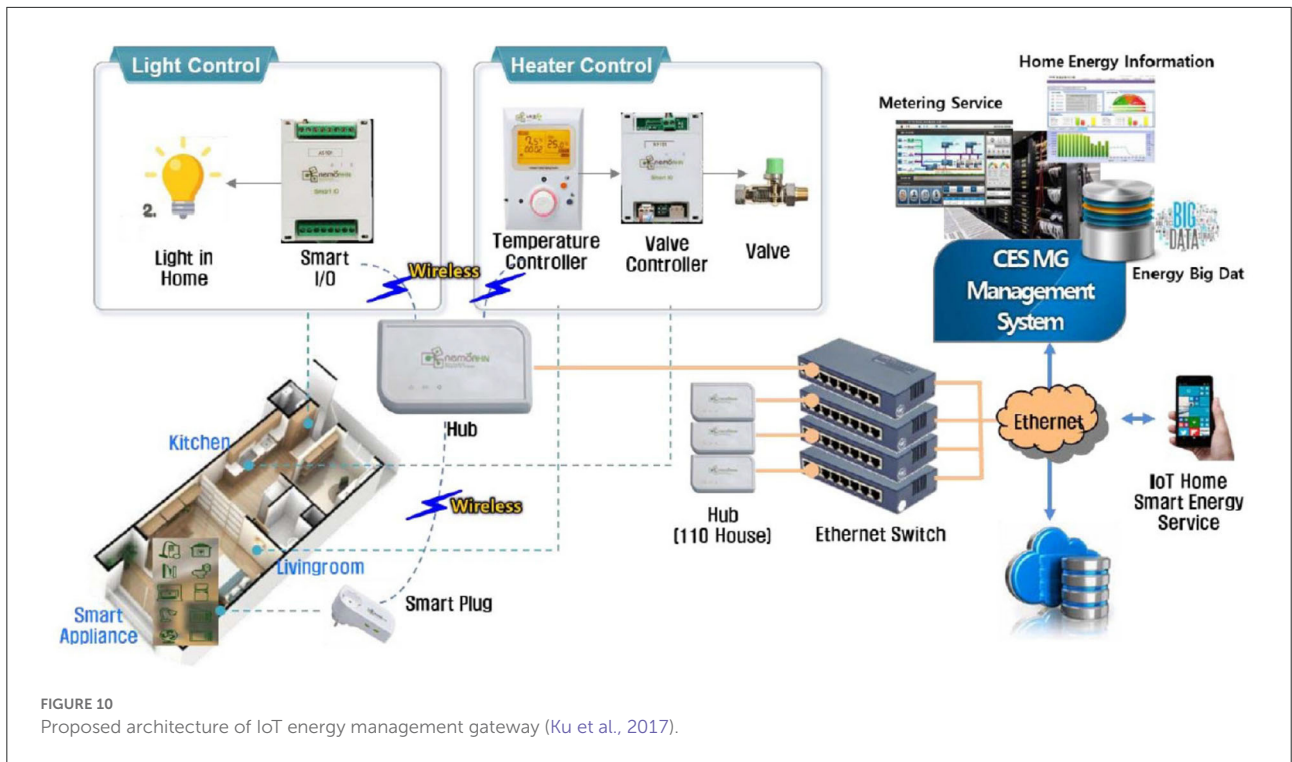 Light Control
Heater Control
Home Energy Information
Metering Service
2.
Light in
Home
Smart
I/O
Temperature
Controller
Valve
Controller
Valve
Wireless
BIG
DATA
Energy Big Dat
CES MG
Management
System
Hub
Kitchen
Wireless
Livingroom
Smart
Appliance
Smart Plug
Hub
(110 House)
Ethernet Switch
Ethernet
IoT Home
Smart Energy
Service
FIGURE 10
Proposed architecture of IoT energy management gateway (Ku et al., 2017).